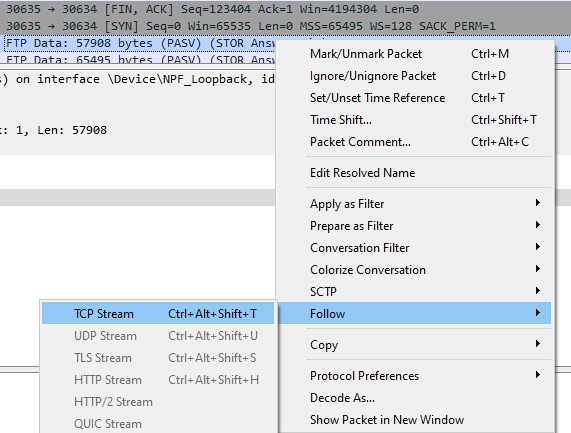 30635 → 30634 [FIN, ACK] Seq=123404 Ack=1 Win=4194304 Len=0
30635 → 30634 [SYN] Seq=0 Win=65535 Len=0 MSS=65495 WS=128 SACK_PERM=1
FTP Data: 57908 bytes (PASV) (STOR Answ
FTP Data: 65495 bytes (PASV) (STOR Answ
s) on interface \Device\NPF_Loopback, id
: 1, Len: 57908
Mark/Unmark Packet Ctrl+M
Ignore/Unignore Packet Ctrl+D
Set/Unset Time Reference Ctrl+T
Time Shift... Ctrl+Shift+T
Packet Comment... Ctrl+Alt+C
Edit Resolved Name
Apply as Filter
Prepare as Filter
Conversation Filter
Colorize Conversation
SCTP
Follow
Copy
Protocol Preferences
Decode As...
Show Packet in New Window
TCP Stream Ctrl+Alt+Shift+T
UDP Stream Ctrl+Alt+Shift+U
TLS Stream Ctrl+Alt+Shift+S
HTTP Stream Ctrl+Alt+Shift+H
HTTP/2 Stream
QUIC Stream